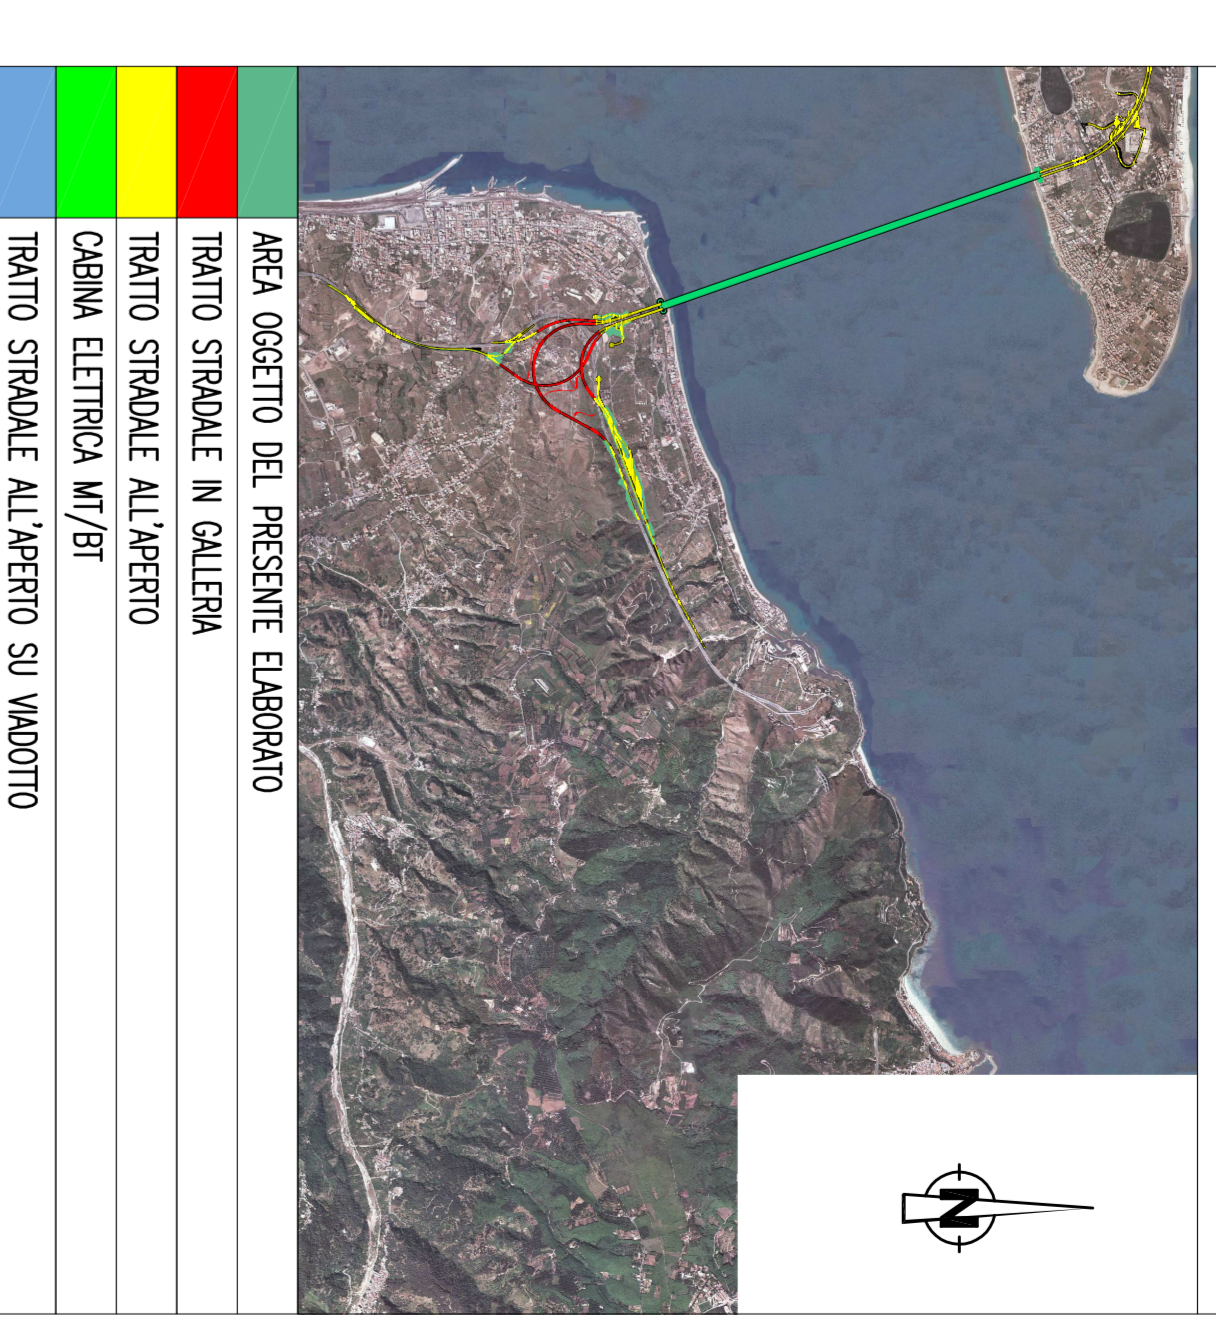 AREA OGGETTO DEL PRESENTE ELABORATO
TRATTO STRADALE IN GALLERIA
TRATTO STRADALE ALL'APERTO
CABINA ELETTRICA MT/BT
TRATTO STRADALE ALL'APERTO SU VIADOTTO
N